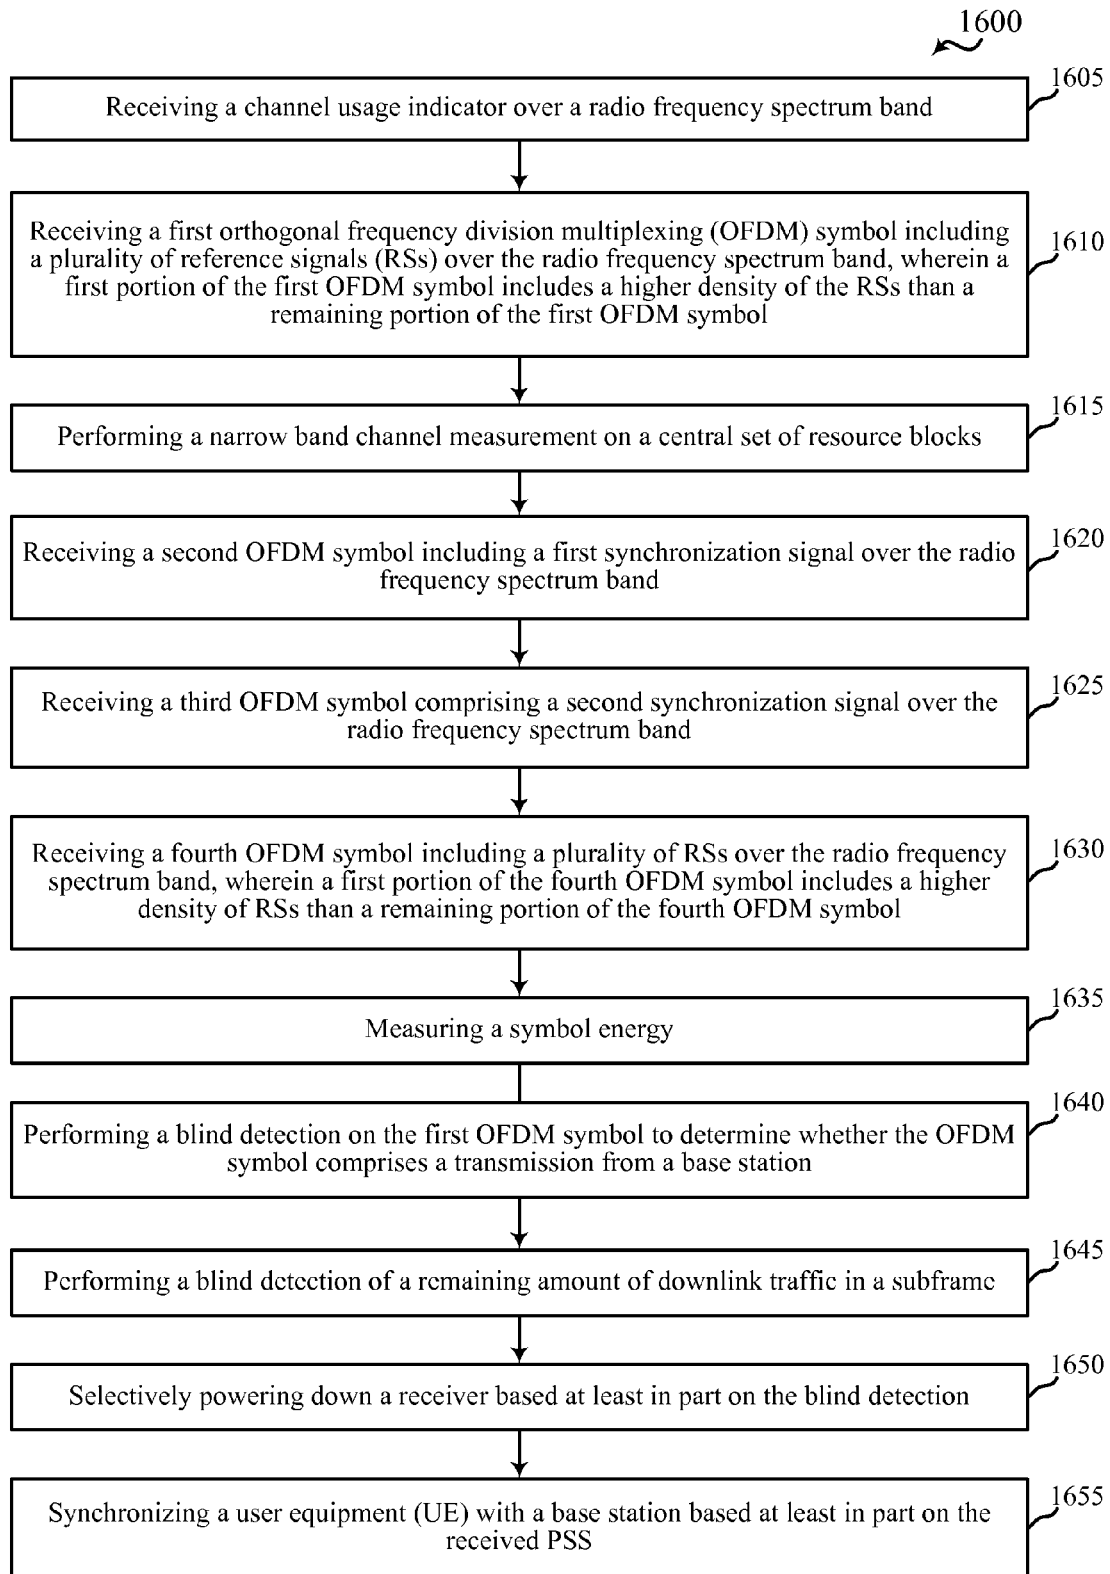 1600
1605
Receiving a channel usage indicator over a radio frequency spectrum band
1610
Receiving a first orthogonal frequency division multiplexing (OFDM) symbol including
a plurality of reference signals (RSs) over the radio frequency spectrum band, wherein a
first portion of the first OFDM symbol includes a higher density of the RSs than a
remaining portion of the first OFDM symbol
1615
Performing a narrow band channel measurement on a central set of resource blocks
1620
Receiving a second OFDM symbol including a first synchronization signal over the radio
frequency spectrum band
1625
Receiving a third OFDM symbol comprising a second synchronization signal over the
radio frequency spectrum band
1630
Receiving a fourth OFDM symbol including a plurality of RSs over the radio frequency
spectrum band, wherein a first portion of the fourth OFDM symbol includes a higher
density of RSs than a remaining portion of the fourth OFDM symbol
1635
Measuring a symbol energy
1640
Performing a blind detection on the first OFDM symbol to determine whether the OFDM
symbol comprises a transmission from a base station
1645
Performing a blind detection of a remaining amount of downlink traffic in a subframe
1650
Selectively powering down a receiver based at least in part on the blind detection
1655
Synchronizing a user equipment (UE) with a base station based at least in part on the
received PSS